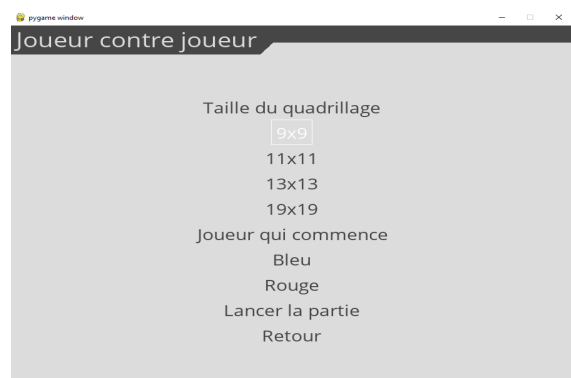 pygame window
Joueur contre joueur
Taille du quadrillage
9x9
11x11
13x13
19x19
Joueur qui commence
Bleu
Rouge
Lancer la partie
Retour